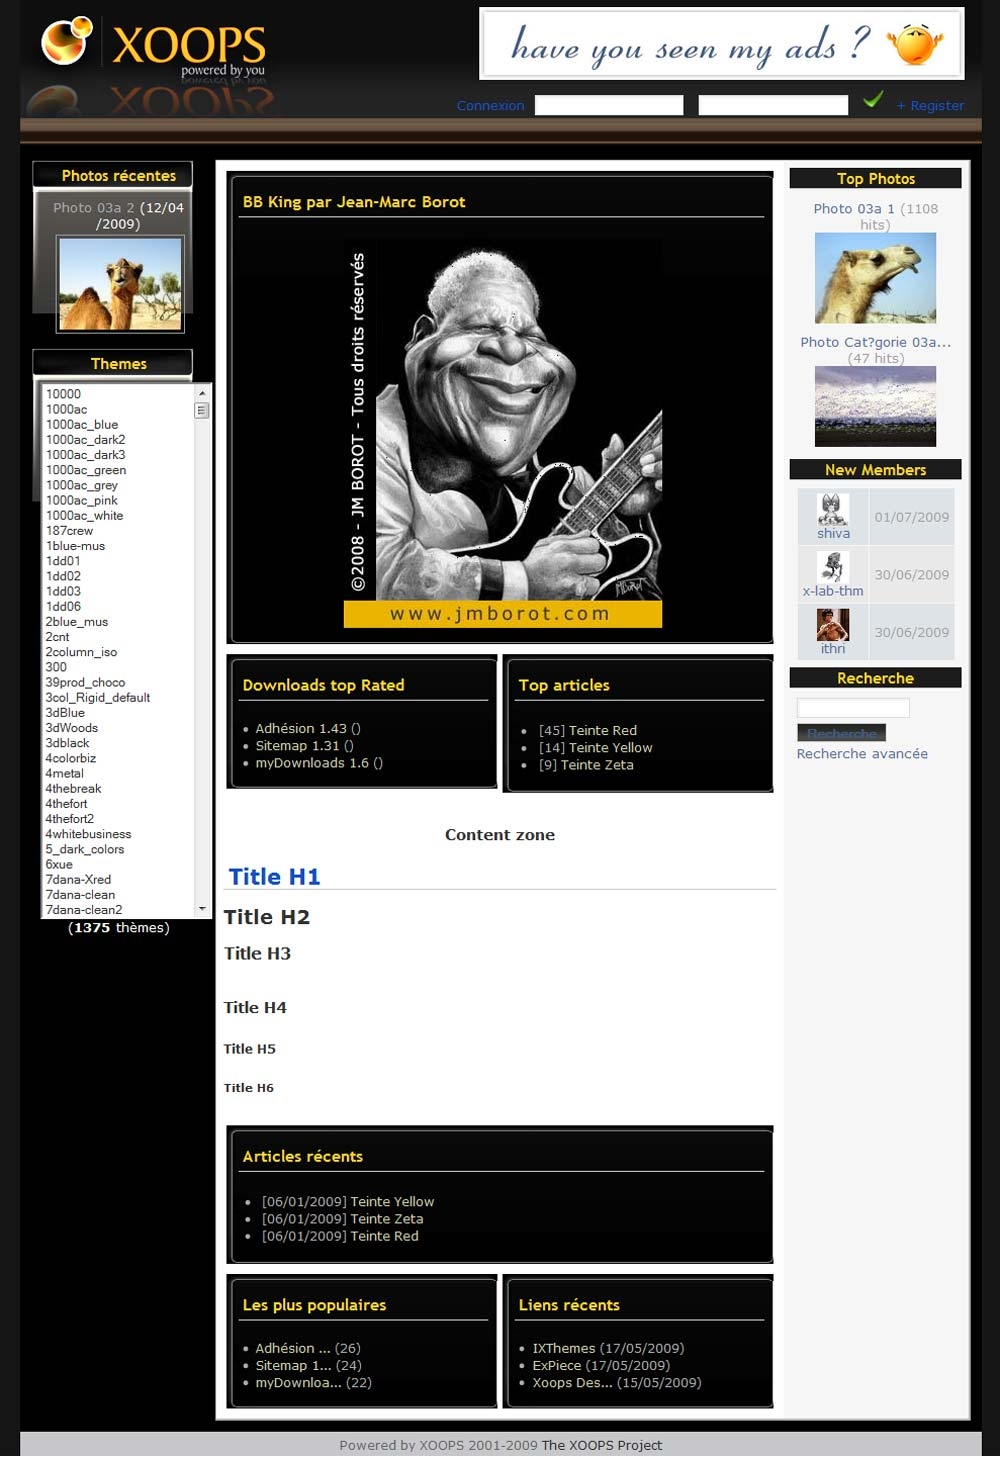 XOOPS
powered by you
have you seen my ads ?
Connexion
+ Register
Photos récentes
Photo 03a 2 (12/04
/2009)
Themes
10000
1000ac
1000ac_blue
1000ac_dark2
1000ac_dark3
1000ac_green
1000ac_grey
1000ac_pink
1000ac_white
187crew
1blue-mus
1dd01
1dd02
1dd03
1dd06
2blue_mus
2cnt
2column_iso
300
39prod_choco
3col_Rigid_default
3dBlue
3dWoods
3dblack
4colorbiz
4metal
4thebreak
4thefort
4thefort2
4whitebusiness
5_dark_colors
6xue
7dana-Xred
7dana-clean
7dana-clean2
(1375 thèmes)
BB King par Jean-Marc Borot
©2008 - JM BOROT - Tous droits réservés
JMBorot
www.jmborot.com
Downloads top Rated
Adhésion 1.43 ()
Sitemap 1.31 ()
myDownloads 1.6 ()
Top articles
[45] Teinte Red
[14] Teinte Yellow
[9] Teinte Zeta
Content zone
Title H1
Title H2
Title H3
Title H4
Title H5
Title H6
Articles récents
[06/01/2009] Teinte Yellow
[06/01/2009] Teinte Zeta
[06/01/2009] Teinte Red
Les plus populaires
Adhésion ... (26)
Sitemap 1... (24)
myDownloa... (22)
Liens récents
IXThemes (17/05/2009)
ExPiece (17/05/2009)
Xoops Des... (15/05/2009)
Top Photos
Photo 03a 1 (1108
hits)
Photo Cat?gorie 03a...
(47 hits)
New Members
shiva
01/07/2009
x-lab-thm
30/06/2009
ithri
30/06/2009
Recherche
Recherche
Recherche avancée
Powered by XOOPS 2001-2009 The XOOPS Project